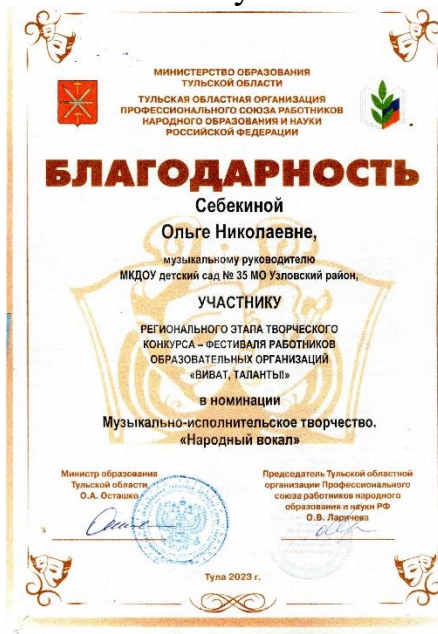 МИНИСТЕРСТВО ОБРАЗОВАНИЯ
ТУЛЬСКОЙ ОБЛАСТИ
ТУЛЬСКАЯ ОБЛАСТНАЯ ОРГАНИЗАЦИЯ
ПРОФЕССИОНАЛЬНОГО СОЮЗА РАБОТНИКОВ
НАРОДНОГО ОБРАЗОВАНИЯ И НАУКИ
РОССИЙСКОЙ ФЕДЕРАЦИИ
БЛАГОДАРНОСТЬ
Себекиной
Ольге Николаевне,
музыкальному руководителю
МКДОУ детский сад № 35 МО Узловский район,
УЧАСТНИКУ
РЕГИОНАЛЬНОГО ЭТАПА ТВОРЧЕСКОГО
КОНКУРСА – ФЕСТИВАЛЯ РАБОТНИКОВ
ОБРАЗОВАТЕЛЬНЫХ ОРГАНИЗАЦИЙ
«ВИВАТ, ТАЛАНТЫ!»
в номинации
Музыкально-исполнительское творчество.
«Народный вокал»
Министр образования
Тульской области
О.А. Осташко
Председатель Тульской областной
организации Профессионального
союза работников народного
образования и науки РФ
О.В. Ларичева
Тула 2023 г.